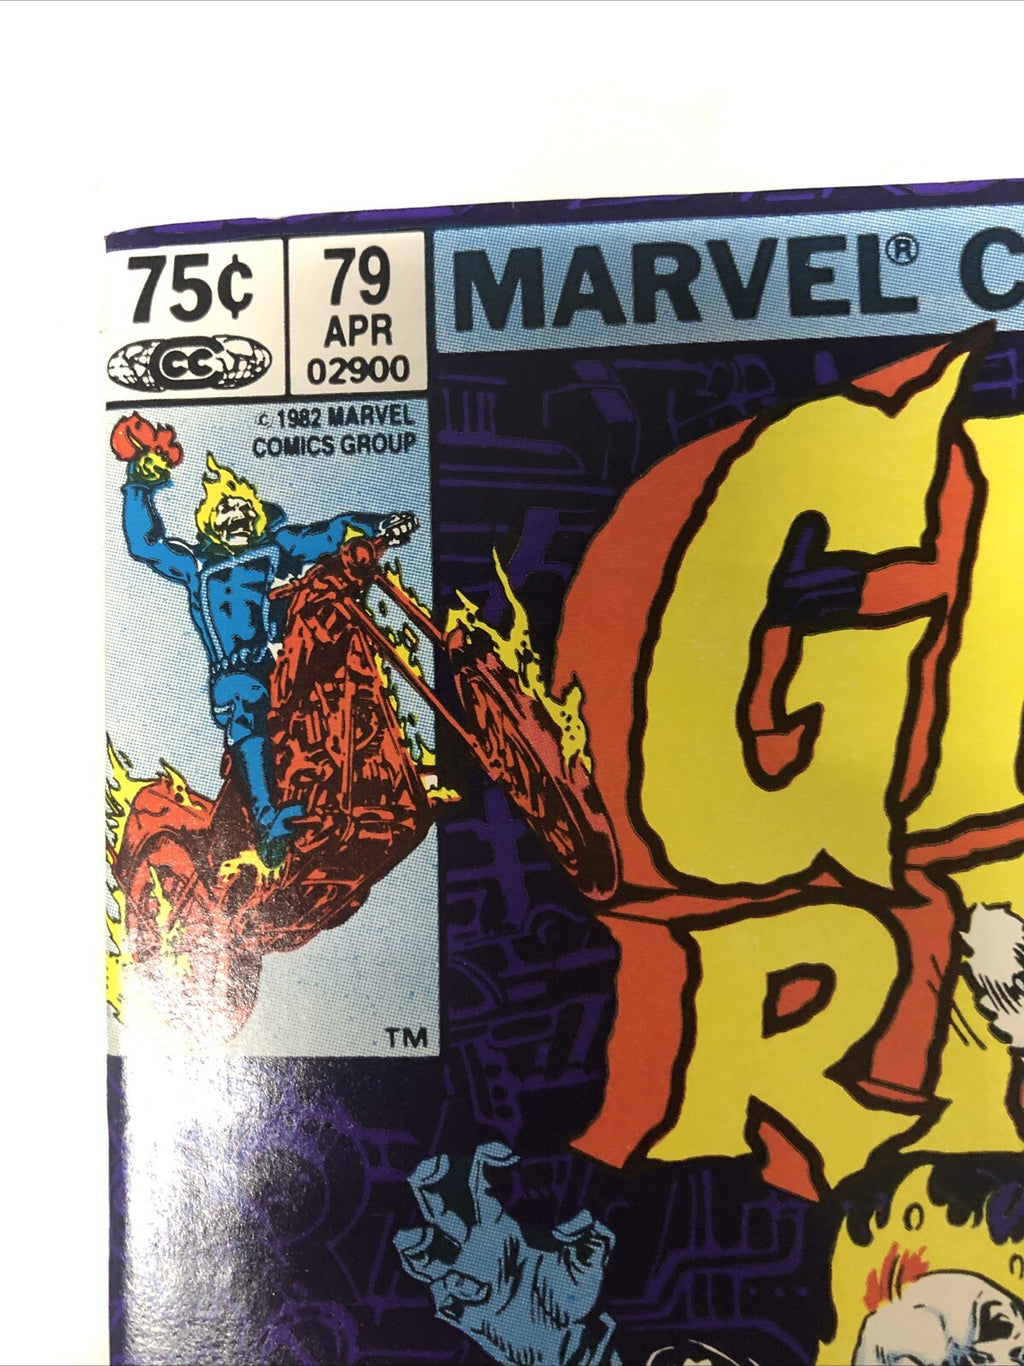 75¢
CC
79
APR
02900
MARVEL® C
© 1982 MARVEL
COMICS GROUP
G
R
TM